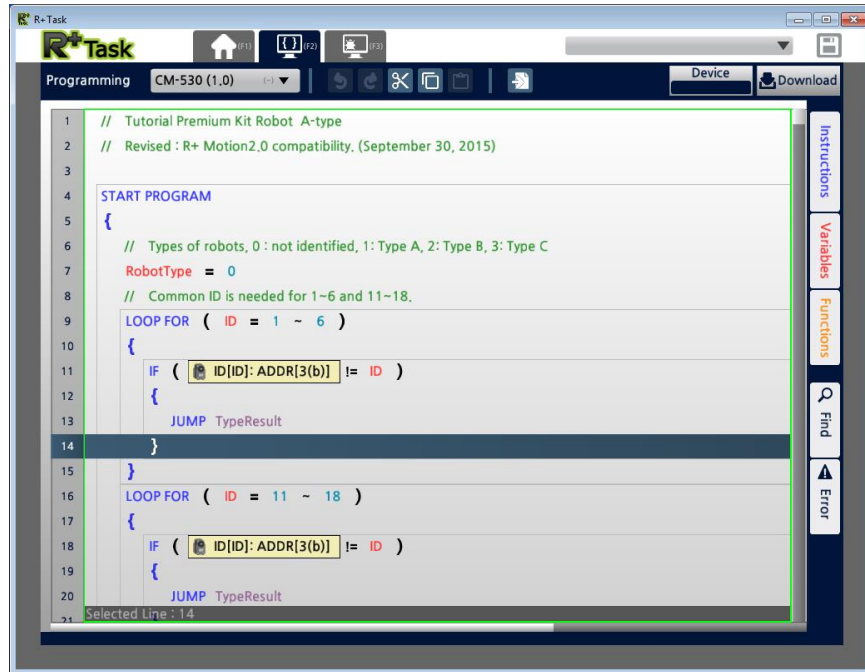 R+Task
R+Task
(F1)
{ } (F2)
(F3)
Programming
CM-530 (1.0)
(-)
Device
Download
1 // Tutorial Premium Kit Robot A-type
2 // Revised : R+ Motion2.0 compatibility. (September 30, 2015)
3
4 START PROGRAM
5 {
6 // Types of robots, 0 : not identified, 1: Type A, 2: Type B, 3: Type C
7 RobotType = 0
8 // Common ID is needed for 1~6 and 11~18.
9 LOOP FOR ( ID = 1 ~ 6 )
10 {
11 IF ( ID[ID]: ADDR[3(b)] != ID )
12 {
13 JUMP TypeResult
14 }
15 }
16 LOOP FOR ( ID = 11 ~ 18 )
17 {
18 IF ( ID[ID]: ADDR[3(b)] != ID )
19 {
20 JUMP TypeResult
21
Selected Line : 14
Instructions
Variables
Functions
Find
Error